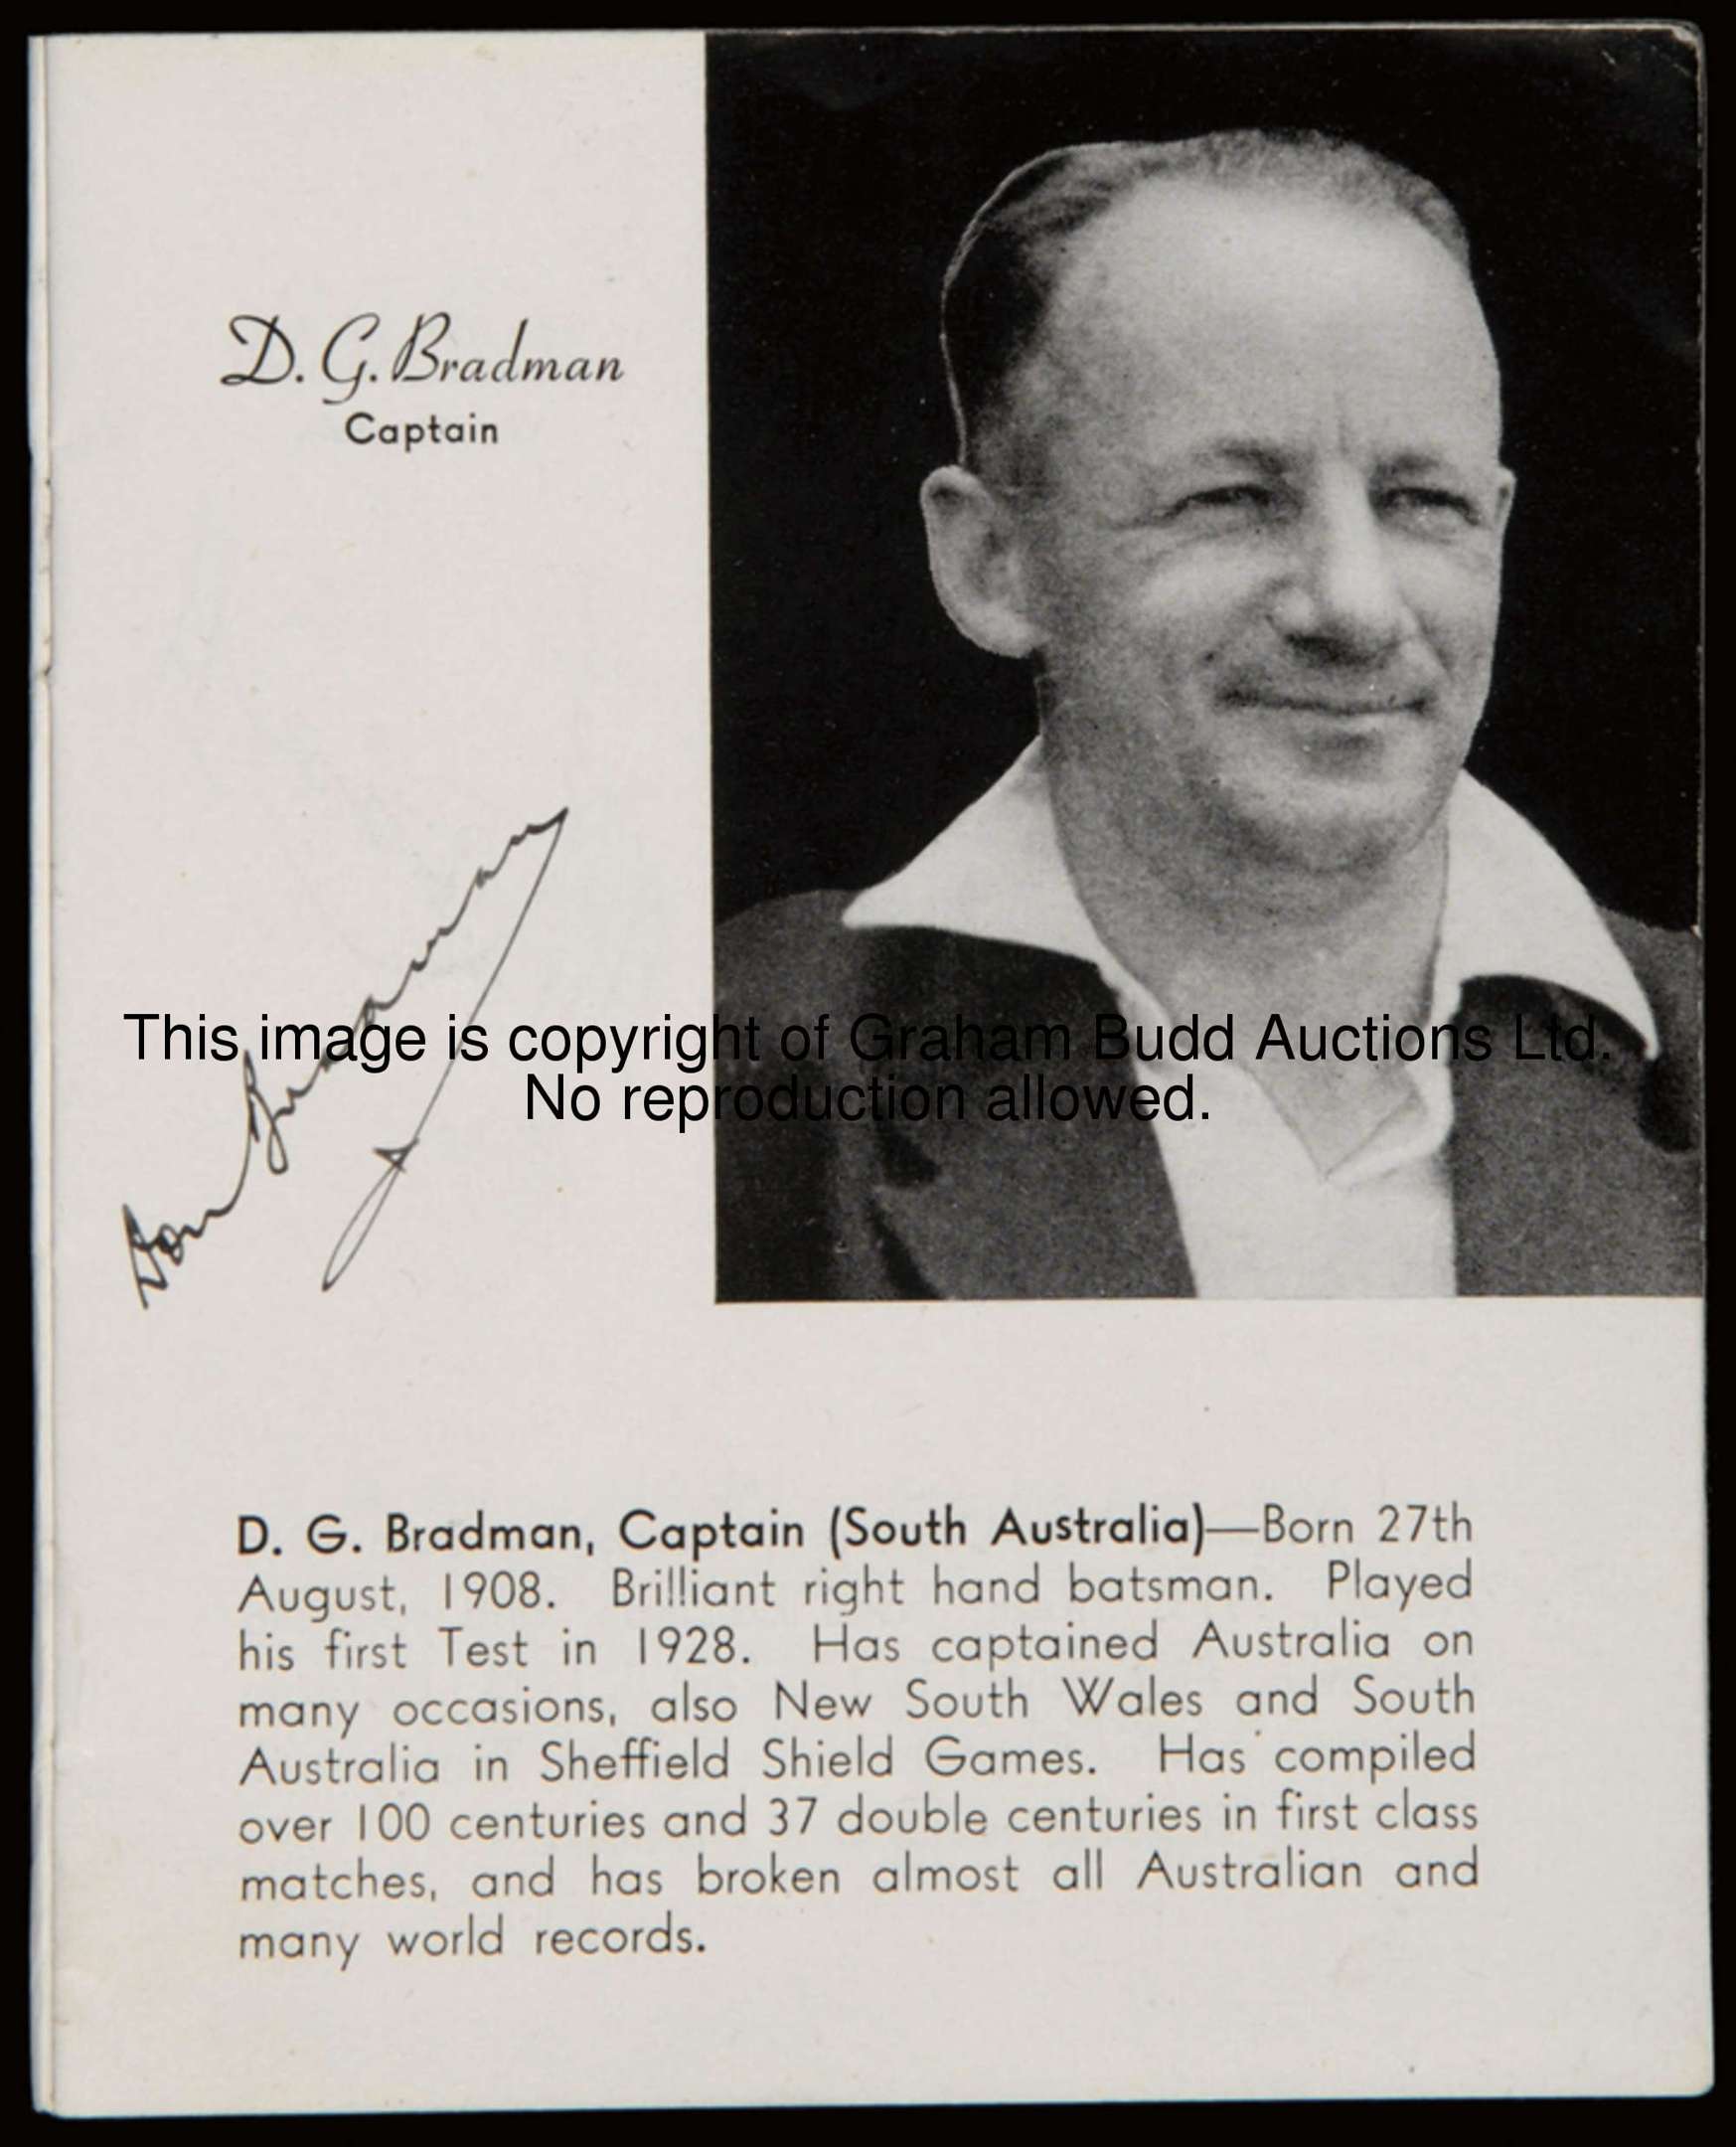 D. G. Bradman
Captain
Don Bradman
This image is copyright of Graham Budd Auctions Ltd.
No reproduction allowed.
D. G. Bradman, Captain (South Australia)—Born 27th
August, 1908. Brilliant right hand batsman. Played
his first Test in 1928. Has captained Australia on
many occasions, also New South Wales and South
Australia in Sheffield Shield Games. Has compiled
over 100 centuries and 37 double centuries in first class
matches, and has broken almost all Australian and
many world records.